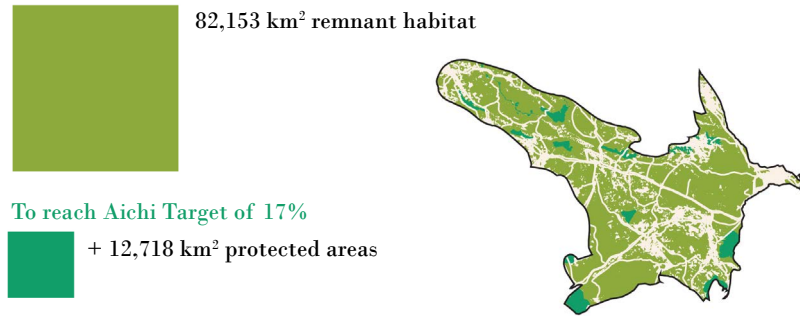 82,153 km² remnant habitat
To reach Aichi Target of 17%
+ 12,718 km² protected areas